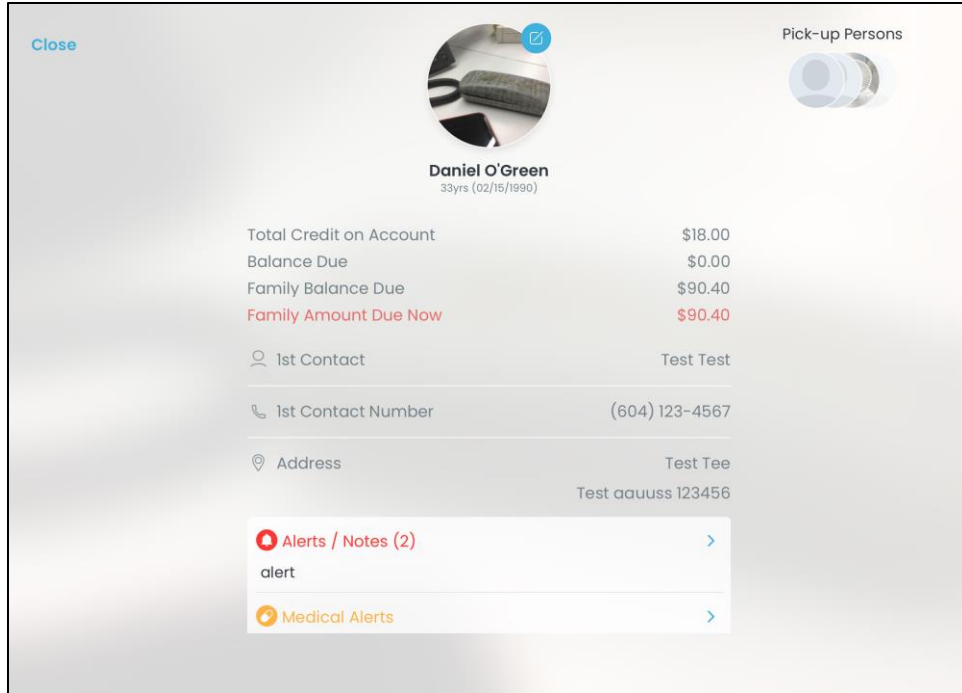 Close
Pick-up Persons
Daniel O'Green
33yrs (02/15/1990)
Total Credit on Account $18.00
Balance Due $0.00
Family Balance Due $90.40
Family Amount Due Now $90.40
1st Contact Test Test
1st Contact Number (604) 123-4567
Address Test Tee
Test aauuss 123456
Alerts / Notes (2)
alert
Medical Alerts